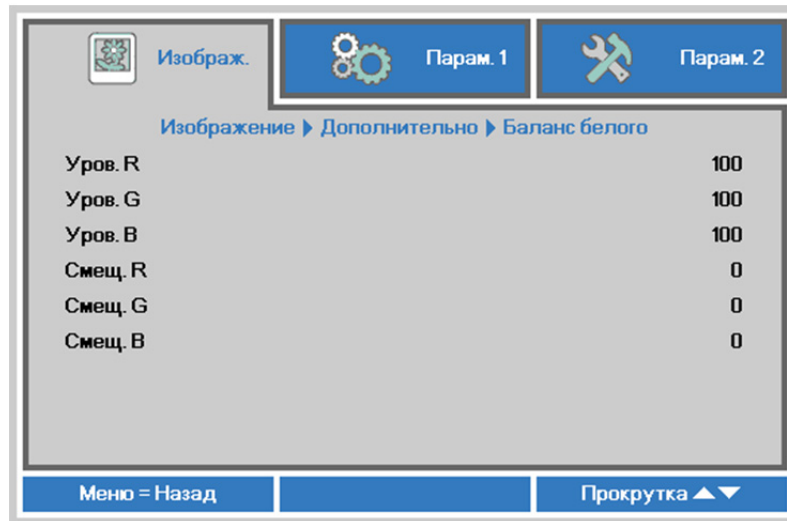 Изображ. Парам. 1 Парам. 2
Изображение ▶ Дополнительно ▶ Баланс белого
Уров. R 100
Уров. G 100
Уров. B 100
Смещ. R 0
Смещ. G 0
Смещ. B 0
Меню = Назад Прокрутка ▲▼